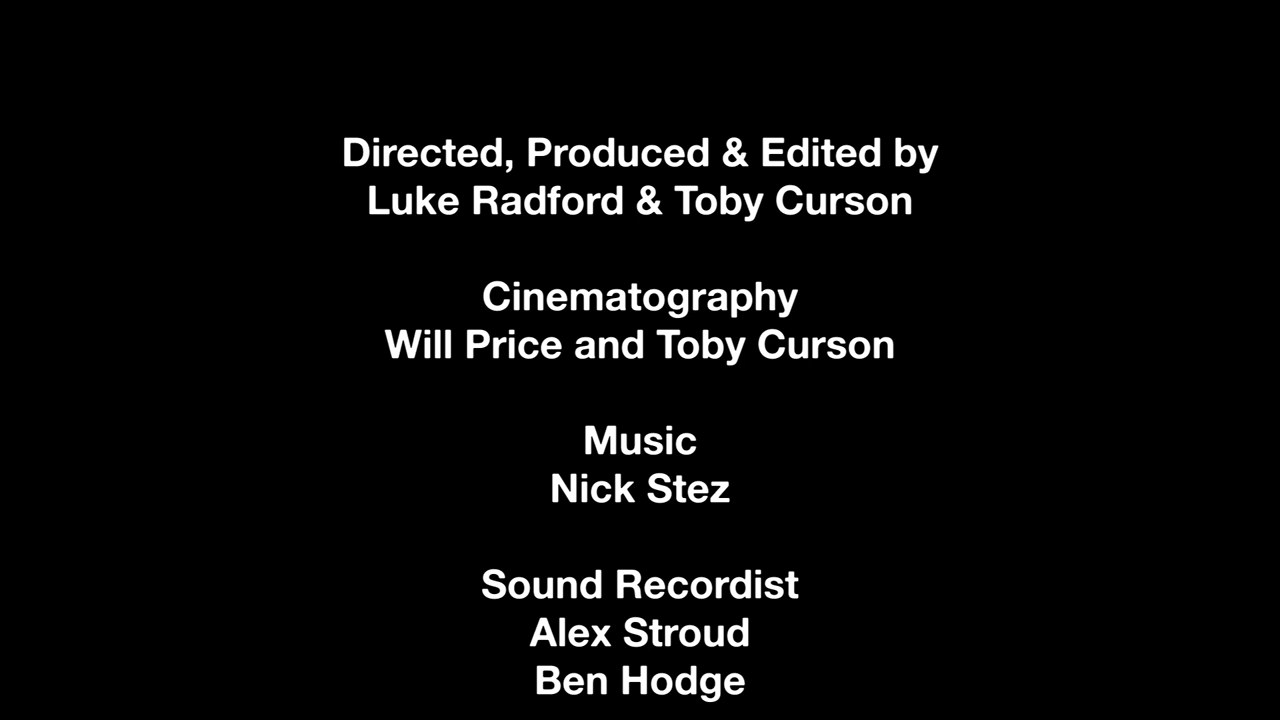 Directed, Produced & Edited by
Luke Radford & Toby Curson
Cinematography
Will Price and Toby Curson
Music
Nick Stez
Sound Recordist
Alex Stroud
Ben Hodge